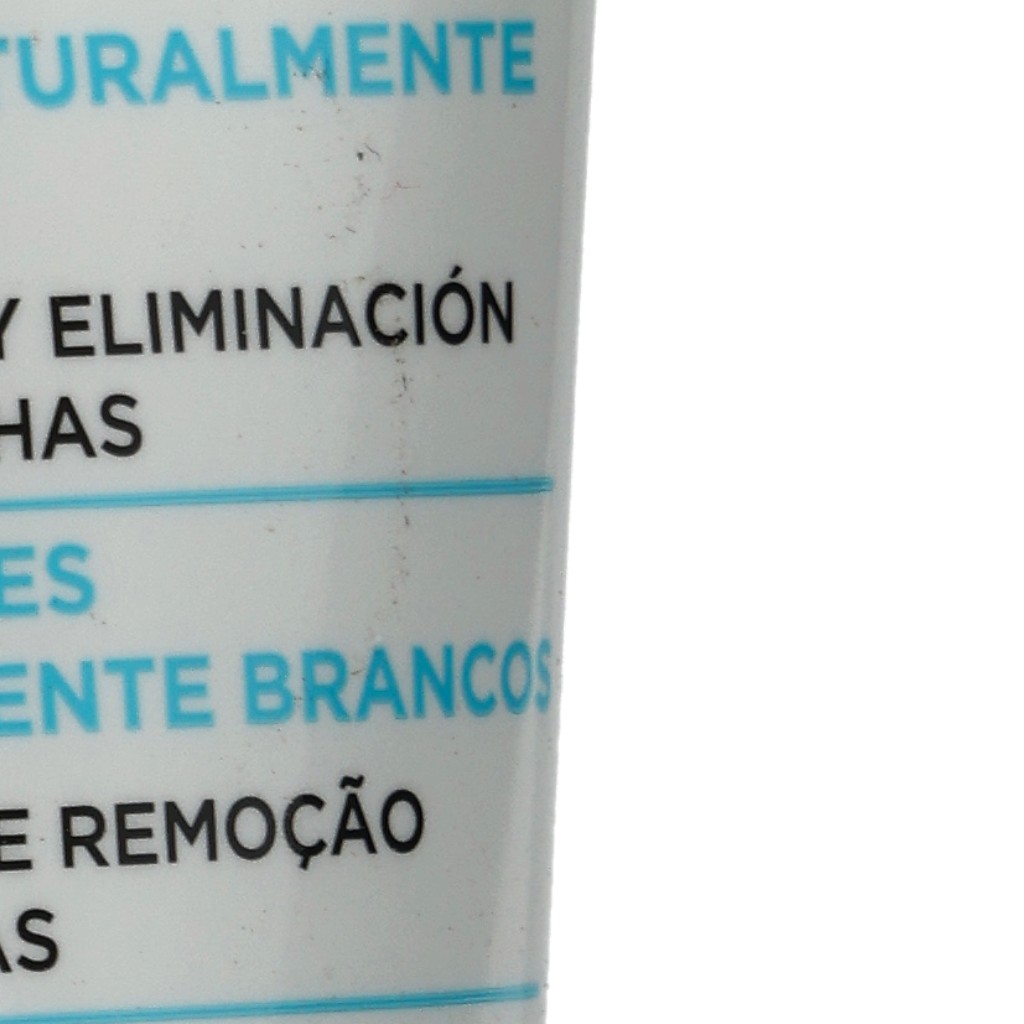 TURALMENTE
Y ELIMINACIÓN
HAS
ES
ENTE BRANCOS
E REMOÇÃO
AS